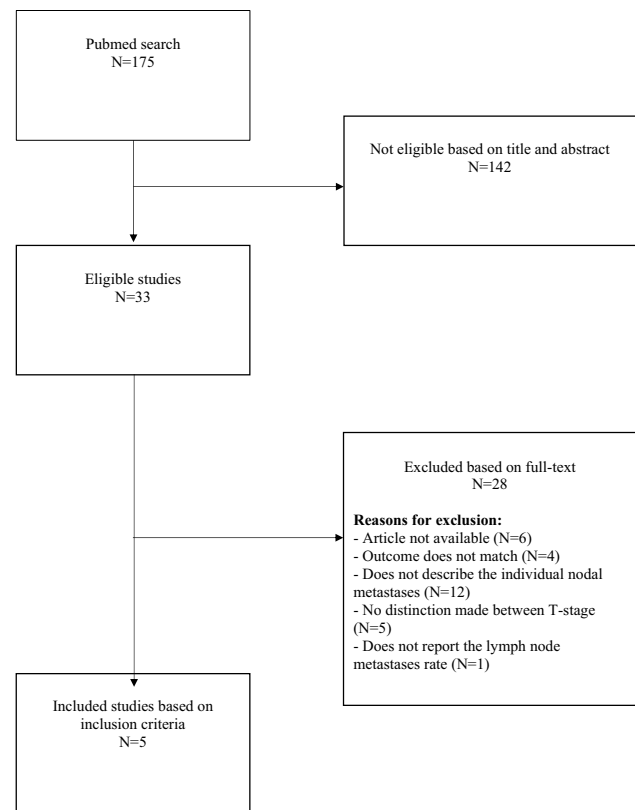 Pubmed search
N=175
Not eligible based on title and abstract
N=142
Eligible studies
N=33
Excluded based on full-text
N=28
Reasons for exclusion:
- Article not available (N=6)
- Outcome does not match (N=4)
- Does not describe the individual nodal
metastases (N=12)
- No distinction made between T-stage
(N=5)
- Does not report the lymph node
metastases rate (N=1)
Included studies based on
inclusion criteria
N=5